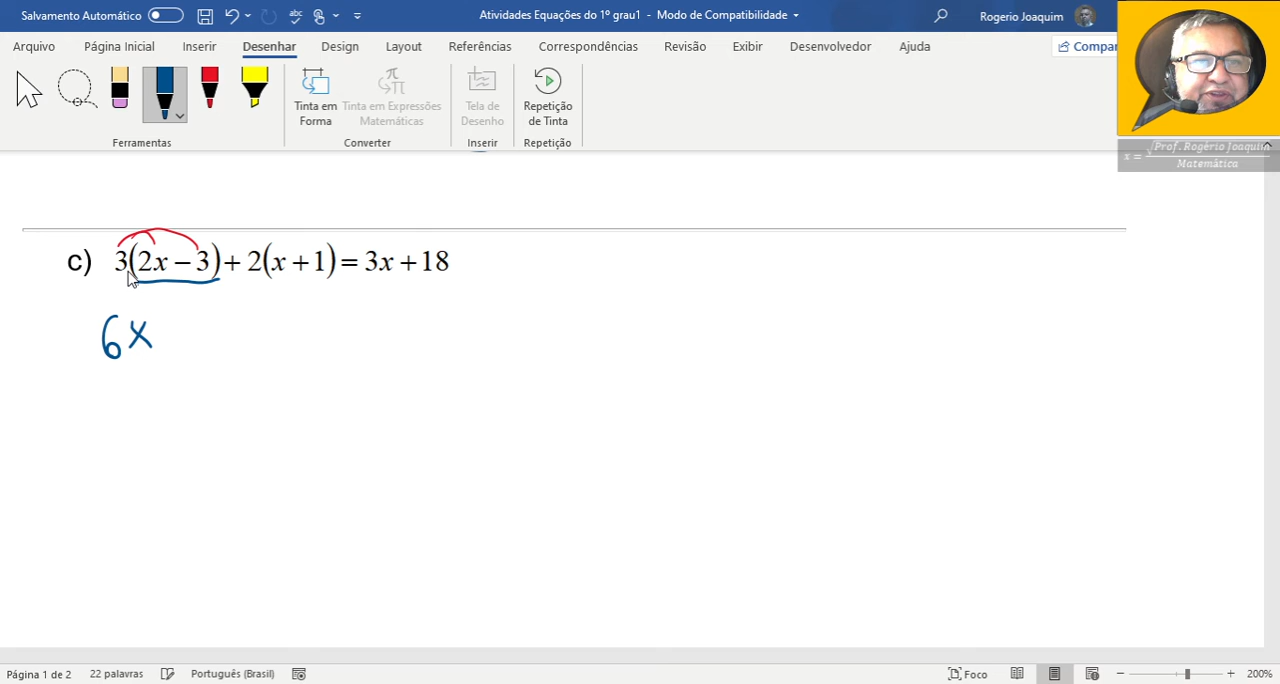 Salvamento Automático
Atividades Equações do 1º grau1 - Modo de Compatibilidade
Rogerio Joaquim
Arquivo Página Inicial Inserir Desenhar Design Layout Referências Correspondências Revisão Exibir Desenvolvedor Ajuda Compar
Tinta em Forma
Tinta em Expressões Matemáticas
Tela de Desenho
Repetição de Tinta
Ferramentas Converter Inserir Repetição
x = √Prof. Rogério Joaquim
Matemática
c) 3(2x − 3) + 2(x + 1) = 3x + 18
6x
Página 1 de 2 22 palavras Português (Brasil) Foco 200%